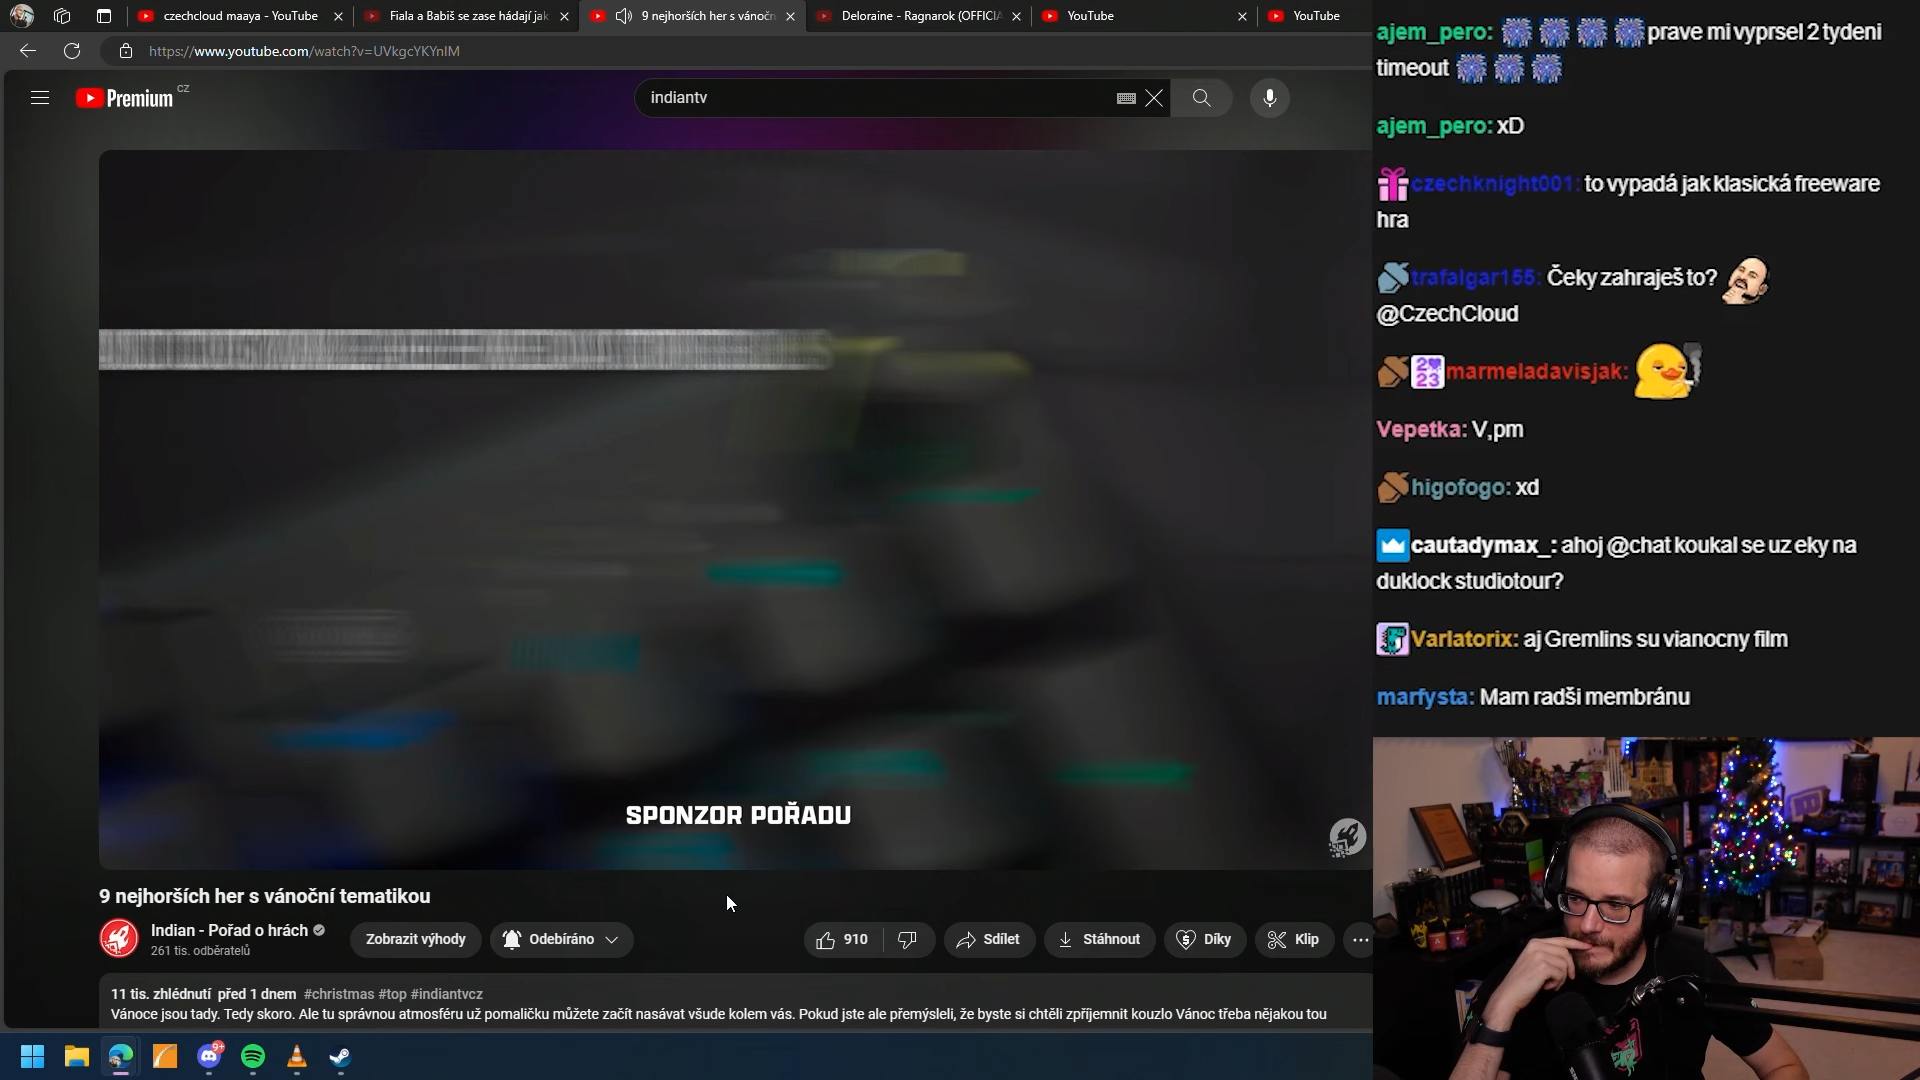 czechcloud maaya - YouTube
Fiala a Babiš se zase hádají jak
9 nejhorších her s vánočn
Deloraine - Ragnarok (OFFICIA
YouTube
YouTube
https://www.youtube.com/watch?v=UVkgcYKYnIM
Premium CZ
indiantv
SPONZOR POŘADU
9 nejhorších her s vánoční tematikou
Indian - Pořad o hrách
261 tis. odběratelů
Zobrazit výhody
Odebíráno
910
Sdílet
Stáhnout
Díky
Klip
11 tis. zhlédnutí před 1 dnem #christmas #top #indiantvcz
Vánoce jsou tady. Tedy skoro. Ale tu správnou atmosféru už pomaličku můžete začít nasávat všude kolem vás. Pokud jste ale přemýšleli, že byste si chtěli zpříjemnit kouzlo Vánoc třeba nějakou tou
9+
ajem_pero: prave mi vyprsel 2 tydeni
timeout
ajem_pero: xD
czechknight001: to vypadá jak klasická freeware
hra
trafalgar155: Čeky zahraješ to?
@CzechCloud
2023 marmeladavisjak:
Vepetka: V,pm
higofogo: xd
cautadymax_: ahoj @chat koukal se uz eky na
duklock studiotour?
Varlatorix: aj Gremlins su vianocny film
marfysta: Mam radši membránu